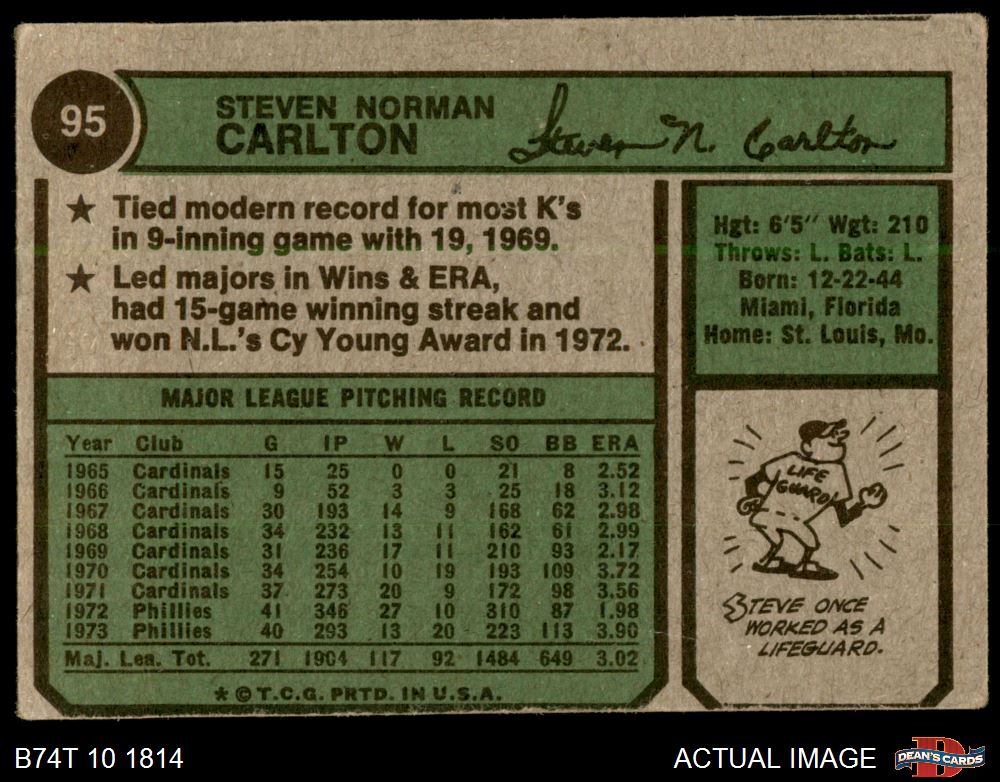 95
STEVEN NORMAN
CARLTON
Steven N. Carlton
★ Tied modern record for most K's
in 9-inning game with 19, 1969.
★ Led majors in Wins & ERA,
had 15-game winning streak and
won N.L.'s Cy Young Award in 1972.
Hgt: 6'5" Wgt: 210
Throws: L. Bats: L.
Born: 12-22-44
Miami, Florida
Home: St. Louis, Mo.
MAJOR LEAGUE PITCHING RECORD
Year Club G IP W L SO BB ERA
1965 Cardinals 15 25 0 0 21 8 2.52
1966 Cardinals 9 52 3 3 25 18 3.12
1967 Cardinals 30 193 14 9 168 62 2.98
1968 Cardinals 34 232 13 11 162 61 2.99
1969 Cardinals 31 236 17 11 210 93 2.17
1970 Cardinals 34 254 10 19 193 109 3.72
1971 Cardinals 37 273 20 9 172 98 3.56
1972 Phillies 41 346 27 10 310 87 1.98
1973 Phillies 40 293 13 20 223 113 3.90
Maj. Lea. Tot. 271 1904 117 92 1484 649 3.02
* © T.C.G. PRTD. IN U.S.A.
LIFE
GUARD
STEVE ONCE
WORKED AS A
LIFEGUARD.
B74T 10 1814
ACTUAL IMAGE
D
DEAN'S CARDS